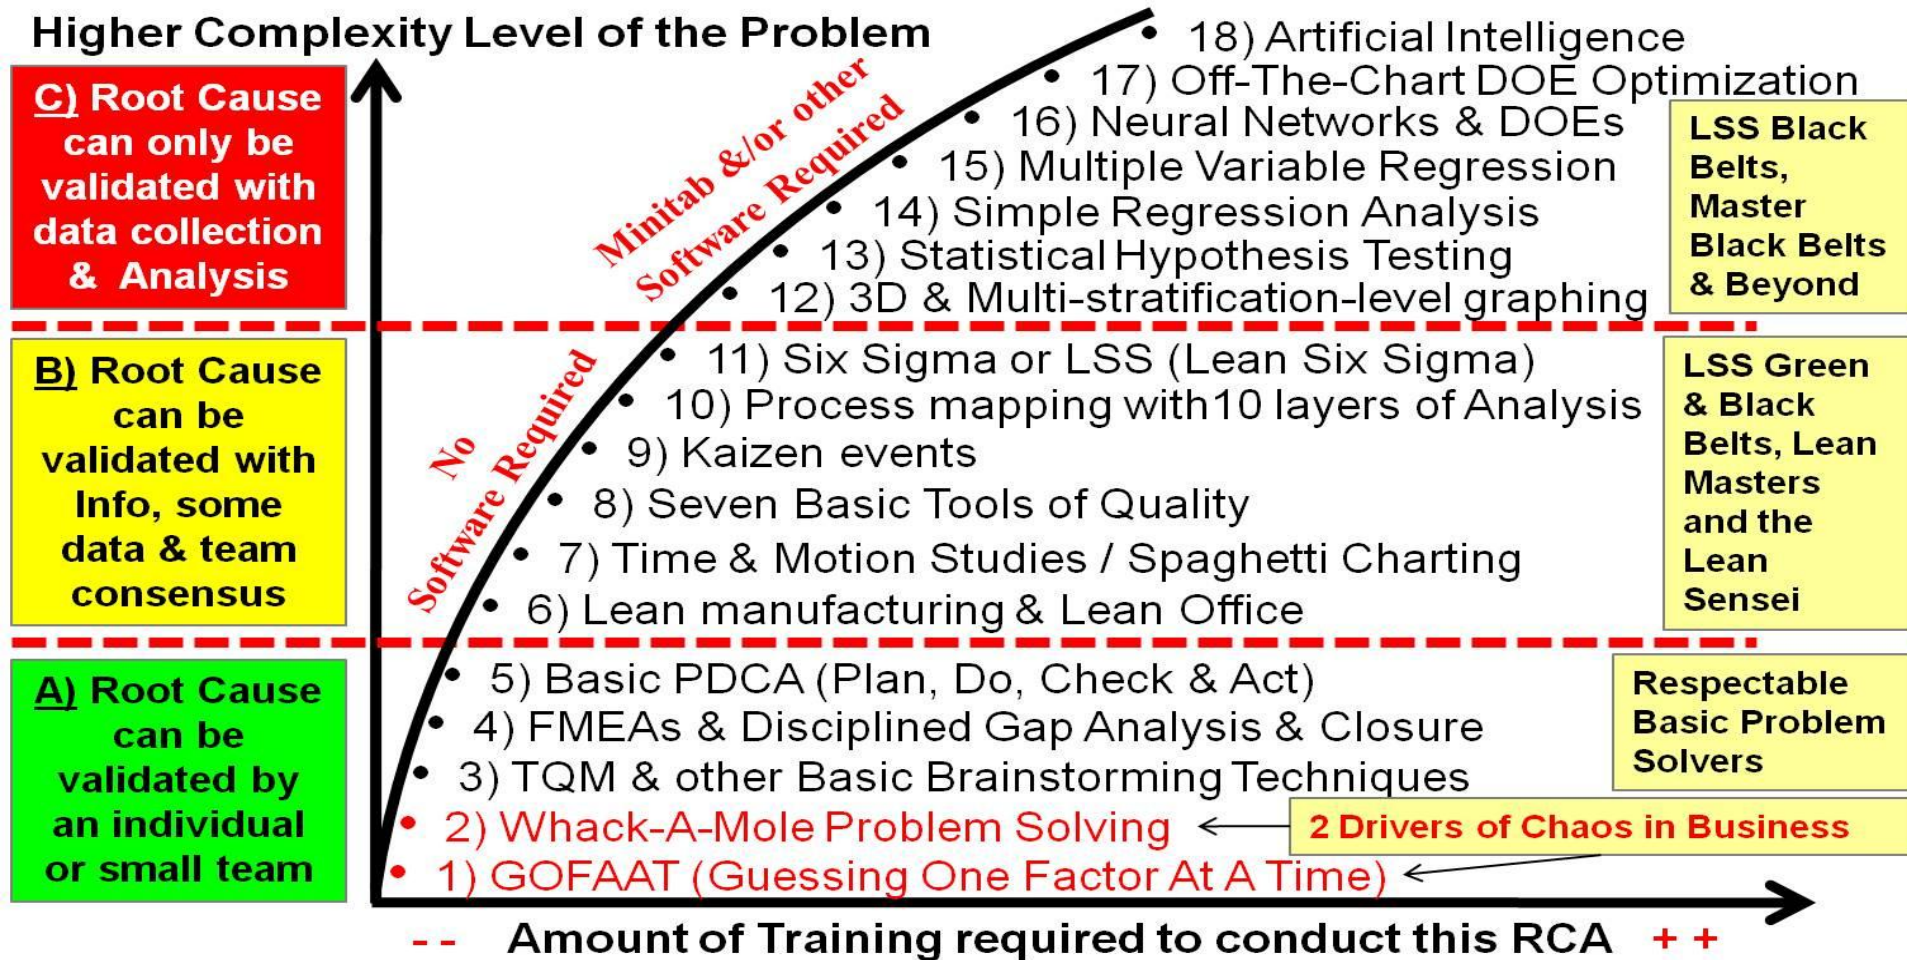 Higher Complexity Level of the Problem
C) Root Cause
can only be
validated with
data collection
& Analysis
B) Root Cause
can be
validated with
Info, some
data & team
consensus
A) Root Cause
can be
validated by
an individual
or small team
Minitab &/or other
Software Required
No
Software Required
18) Artificial Intelligence
17) Off-The-Chart DOE Optimization
16) Neural Networks & DOEs
15) Multiple Variable Regression
14) Simple Regression Analysis
13) Statistical Hypothesis Testing
12) 3D & Multi-stratification-level graphing
11) Six Sigma or LSS (Lean Six Sigma)
10) Process mapping with10 layers of Analysis
9) Kaizen events
8) Seven Basic Tools of Quality
7) Time & Motion Studies / Spaghetti Charting
6) Lean manufacturing & Lean Office
5) Basic PDCA (Plan, Do, Check & Act)
4) FMEAs & Disciplined Gap Analysis & Closure
3) TQM & other Basic Brainstorming Techniques
2) Whack-A-Mole Problem Solving
1) GOFAAT (Guessing One Factor At A Time)
LSS Black
Belts,
Master
Black Belts
& Beyond
LSS Green
& Black
Belts, Lean
Masters
and the
Lean
Sensei
Respectable
Basic Problem
Solvers
2 Drivers of Chaos in Business
- - Amount of Training required to conduct this RCA + +